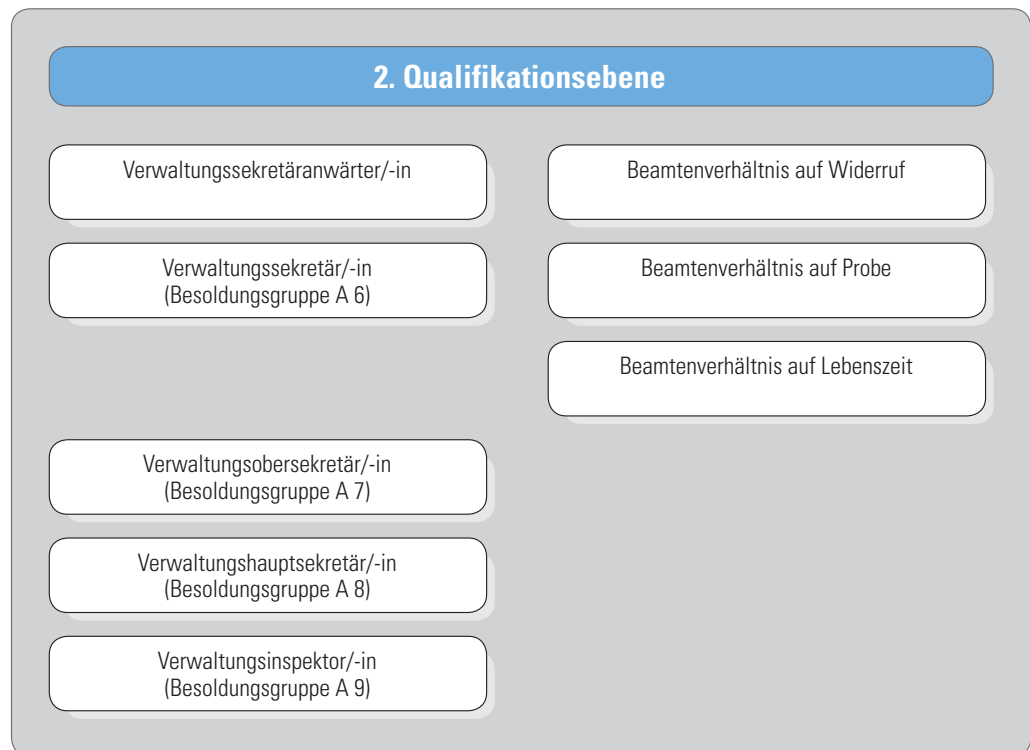 2. Qualifikationsebene
Verwaltungssekretäranwärter/-in
Beamtenverhältnis auf Widerruf
Verwaltungssekretär/-in
(Besoldungsgruppe A 6)
Beamtenverhältnis auf Probe
Beamtenverhältnis auf Lebenszeit
Verwaltungsobersekretär/-in
(Besoldungsgruppe A 7)
Verwaltungshauptsekretär/-in
(Besoldungsgruppe A 8)
Verwaltungsinspektor/-in
(Besoldungsgruppe A 9)